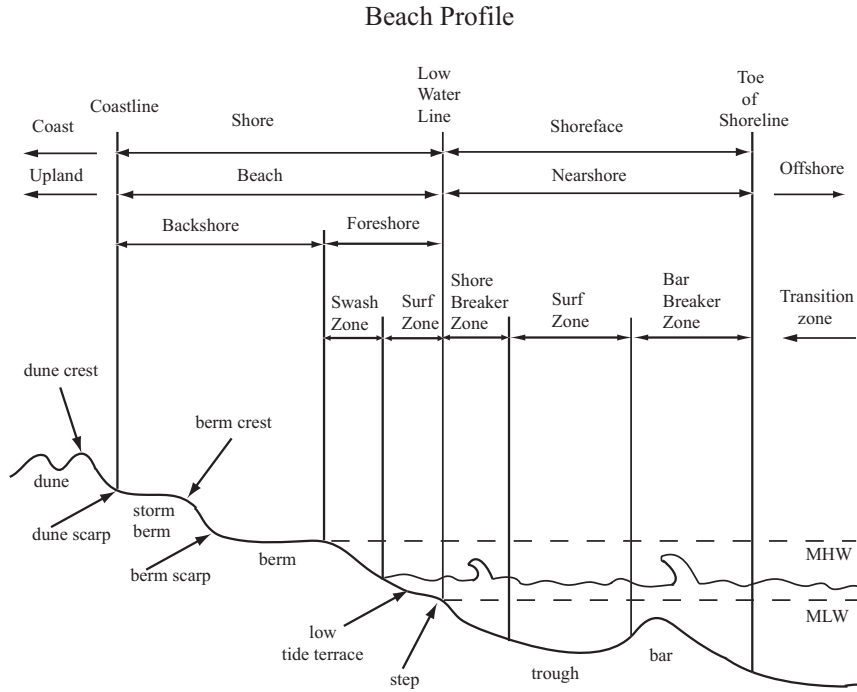 Beach Profile
Low
Water
Line
Toe
of
Shoreline
Coastline
Coast
Shore
Shoreface
Upland
Beach
Nearshore
Offshore
Backshore
Foreshore
Swash
Zone
Surf
Zone
Shore
Breaker
Zone
Surf
Zone
Bar
Breaker
Zone
Transition
zone
dune crest
berm crest
dune
storm
berm
dune scarp
berm scarp
berm
MHW
MLW
low
tide terrace
step
trough
bar